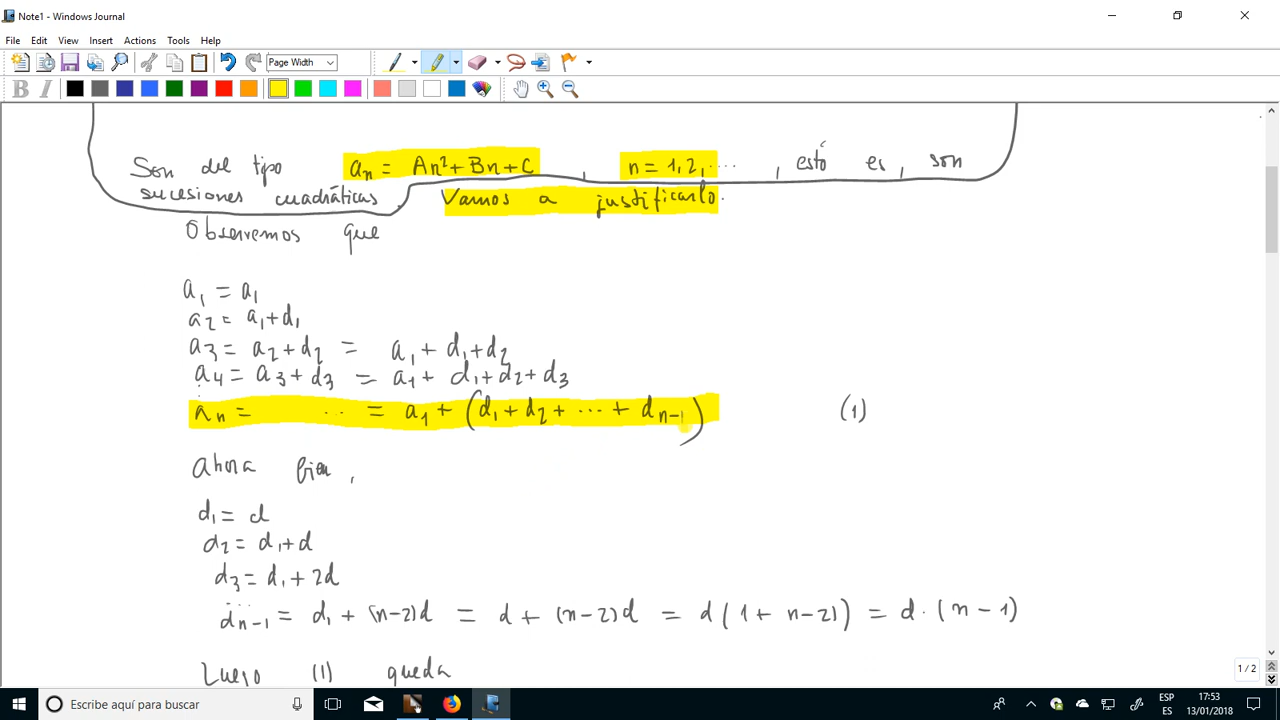 Note1 - Windows Journal
File Edit View Insert Actions Tools Help
Page Width
B I
Son del tipo aₙ = An² + Bn + C , n = 1, 2, ... , esto es, son
sucesiones cuadráticas. Vamos a justificarlo.
Observemos que
a₁ = a₁
a₂ = a₁ + d₁
a₃ = a₂ + d₂ = a₁ + d₁ + d₂
a₄ = a₃ + d₃ = a₁ + d₁ + d₂ + d₃
⋮
aₙ = ... = a₁ + (d₁ + d₂ + ... + dₙ₋₁) (1)
Ahora bien,
d₁ = d
d₂ = d₁ + d
d₃ = d₁ + 2d
...
dₙ₋₁ = d₁ + (n-2)d = d + (n-2)d = d(1 + n-2) = d · (n - 1)
Luego (1) queda
1 / 2
Escribe aquí para buscar
ESP
ES
17:53
13/01/2018